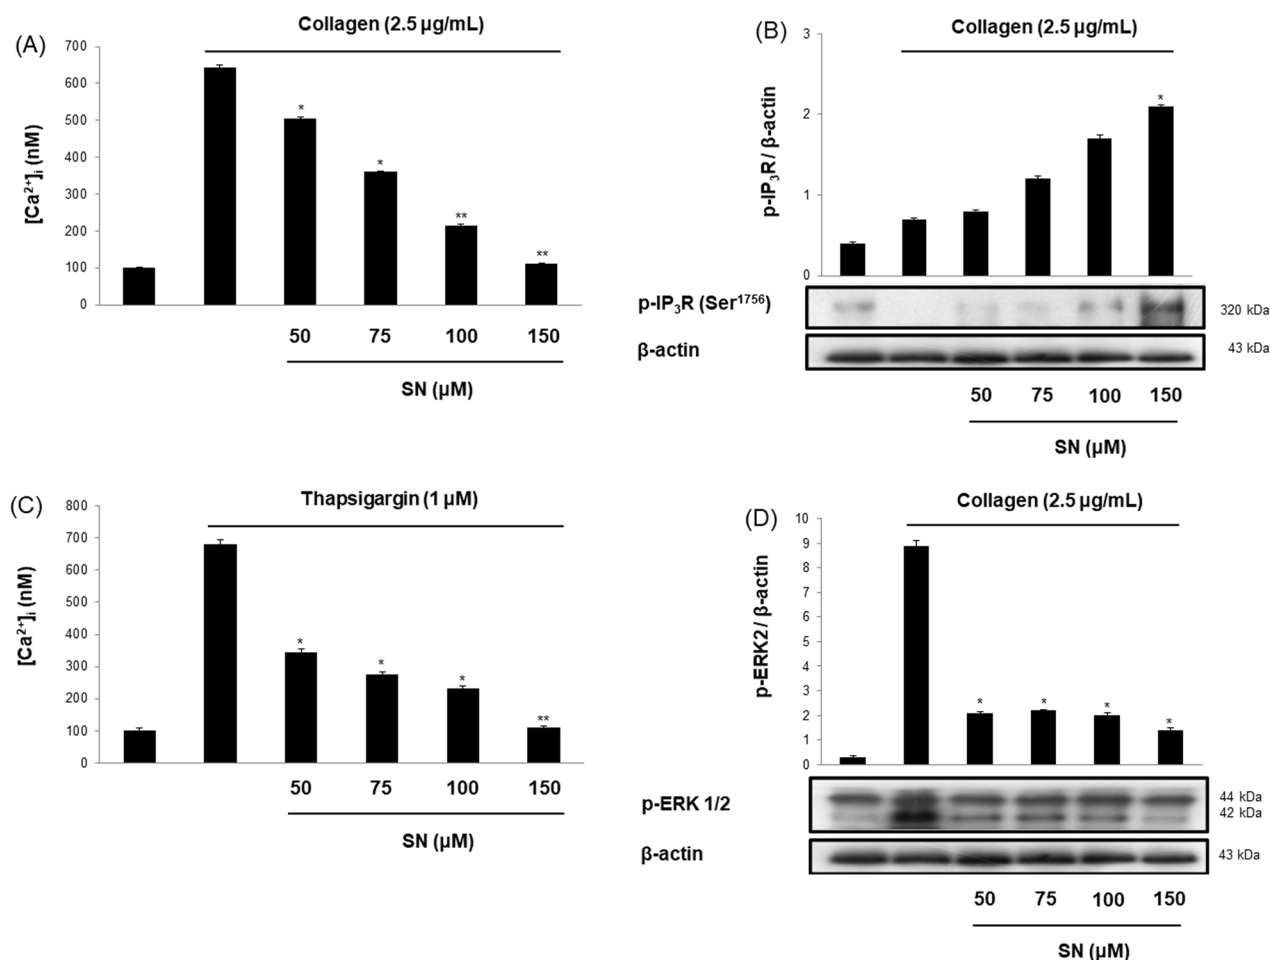 (A)
Collagen (2.5 µg/mL)
700
600
500
400
300
200
100
0
[Ca²⁺]ᵢ (nM)
*
*
**
**
50 75 100 150
SN (µM)
(B)
Collagen (2.5 µg/mL)
3
2
1
0
p-IP₃R / β-actin
*
p-IP₃R (Ser¹⁷⁵⁶)
320 kDa
β-actin
43 kDa
50 75 100 150
SN (µM)
(C)
Thapsigargin (1 µM)
800
700
600
500
400
300
200
100
0
[Ca²⁺]ᵢ (nM)
*
*
*
**
50 75 100 150
SN (µM)
(D)
Collagen (2.5 µg/mL)
10
9
8
7
6
5
4
3
2
1
0
p-ERK2 / β-actin
* * * *
p-ERK 1/2
44 kDa
42 kDa
β-actin
43 kDa
50 75 100 150
SN (µM)